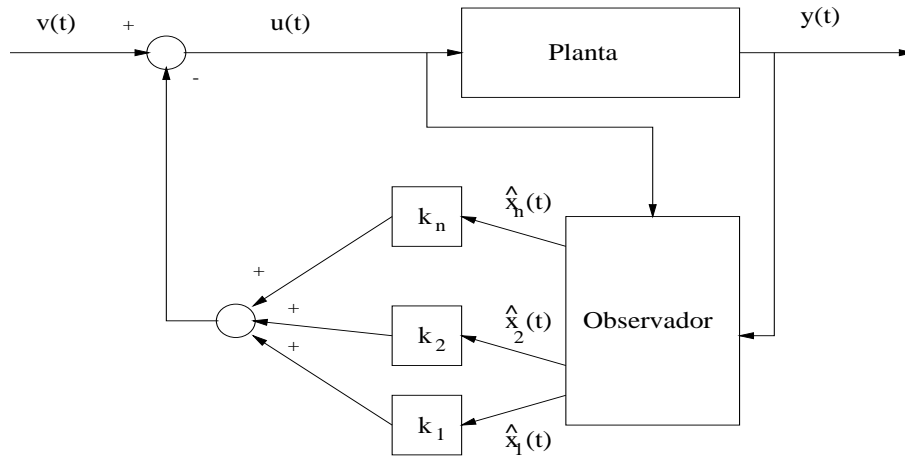 v(t) + u(t) y(t)
Planta
-
k_n x̂_n(t)
+
+ k_2 x̂_2(t) Observador
+
k_1 x̂_1(t)